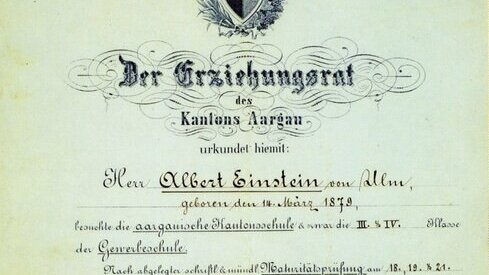 Der Erziehungsrat
des
Kantons Aargau
urkundet hiemit:
Herr Albert Einstein von Ulm,
geboren den 14. März 1879,
besuchte die aargauische Kantonsschule & zwar die III. & IV. Klasse
der Gewerbeschule.
Nach abgelegter schriftl. & mündl. Maturitätsprüfung am 18., 19. & 21.